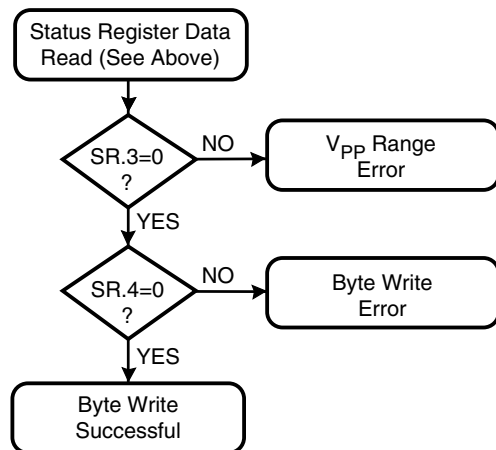 Status Register Data
Read (See Above)
SR.3=0
?
NO
VPP Range
Error
YES
SR.4=0
?
NO
Byte Write
Error
YES
Byte Write
Successful